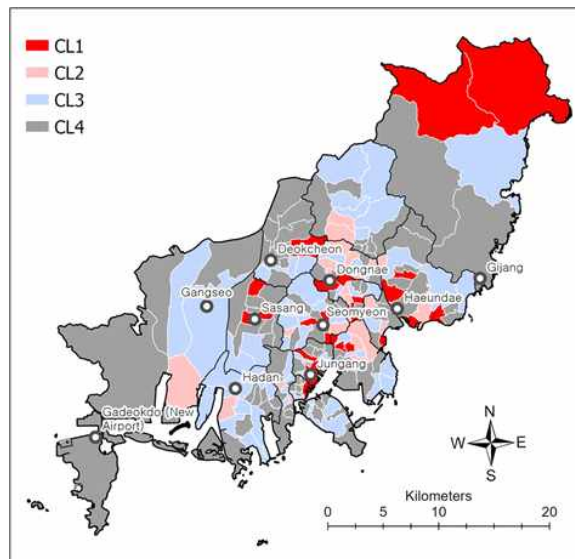 CL1
CL2
CL3
CL4
Deokcheon
Dongnae
Gijang
Gangseo
Haeundae
Sasang
Seomyeon
Jungang
Hadan
Gadeokdo (New
Airport)
N
W E
S
Kilometers
0 5 10 20